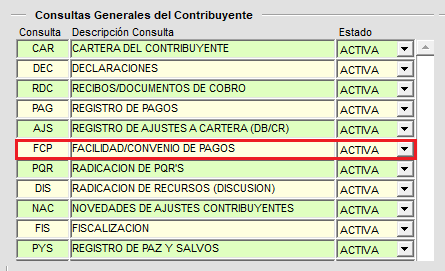 Consultas Generales del Contribuyente
Consulta Descripción Consulta Estado
CAR CARTERA DEL CONTRIBUYENTE ACTIVA
DEC DECLARACIONES ACTIVA
RDC RECIBOS/DOCUMENTOS DE COBRO ACTIVA
PAG REGISTRO DE PAGOS ACTIVA
AJS REGISTRO DE AJUSTES A CARTERA (DB/CR) ACTIVA
FCP FACILIDAD/CONVENIO DE PAGOS ACTIVA
PQR RADICACION DE PQR'S ACTIVA
DIS RADICACION DE RECURSOS (DISCUSION) ACTIVA
NAC NOVEDADES DE AJUSTES CONTRIBUYENTES ACTIVA
FIS FISCALIZACION ACTIVA
PYS REGISTRO DE PAZ Y SALVOS ACTIVA